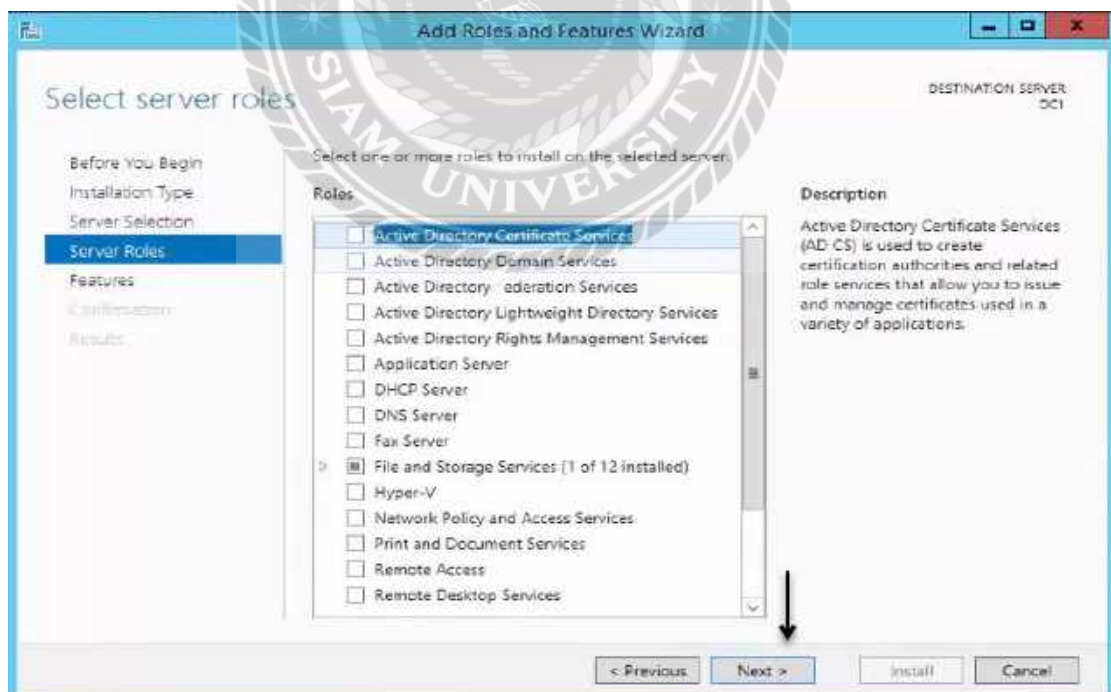 Add Roles and Features Wizard
Select server roles
DESTINATION SERVER
DC1
Before You Begin
Installation Type
Server Selection
Server Roles
Features
Confirmation
Results
Select one or more roles to install on the selected server.
Roles
Active Directory Certificate Services
Active Directory Domain Services
Active Directory ederation Services
Active Directory Lightweight Directory Services
Active Directory Rights Management Services
Application Server
DHCP Server
DNS Server
Fax Server
File and Storage Services (1 of 12 installed)
Hyper-V
Network Policy and Access Services
Print and Document Services
Remote Access
Remote Desktop Services
Description
Active Directory Certificate Services
(AD CS) is used to create
certification authorities and related
role services that allow you to issue
and manage certificates used in a
variety of applications.
< Previous
Next >
Install
Cancel
SIAM UNIVERSITY